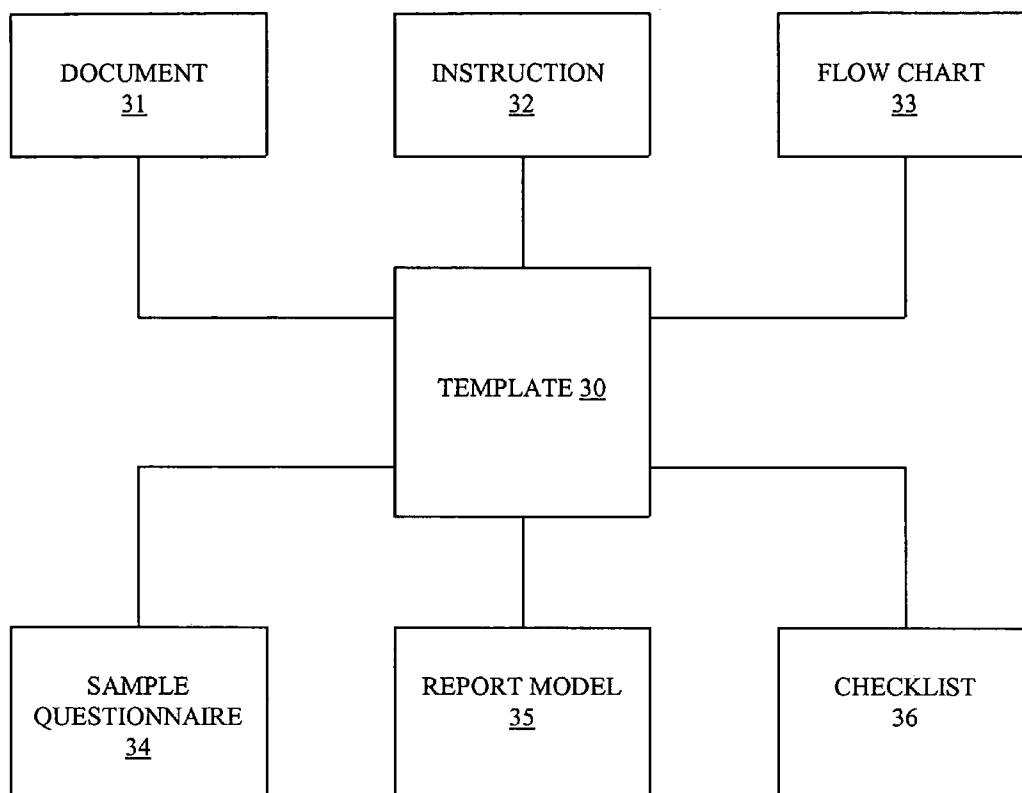 DOCUMENT
31
INSTRUCTION
32
FLOW CHART
33
TEMPLATE 30
SAMPLE
QUESTIONNAIRE
34
REPORT MODEL
35
CHECKLIST
36